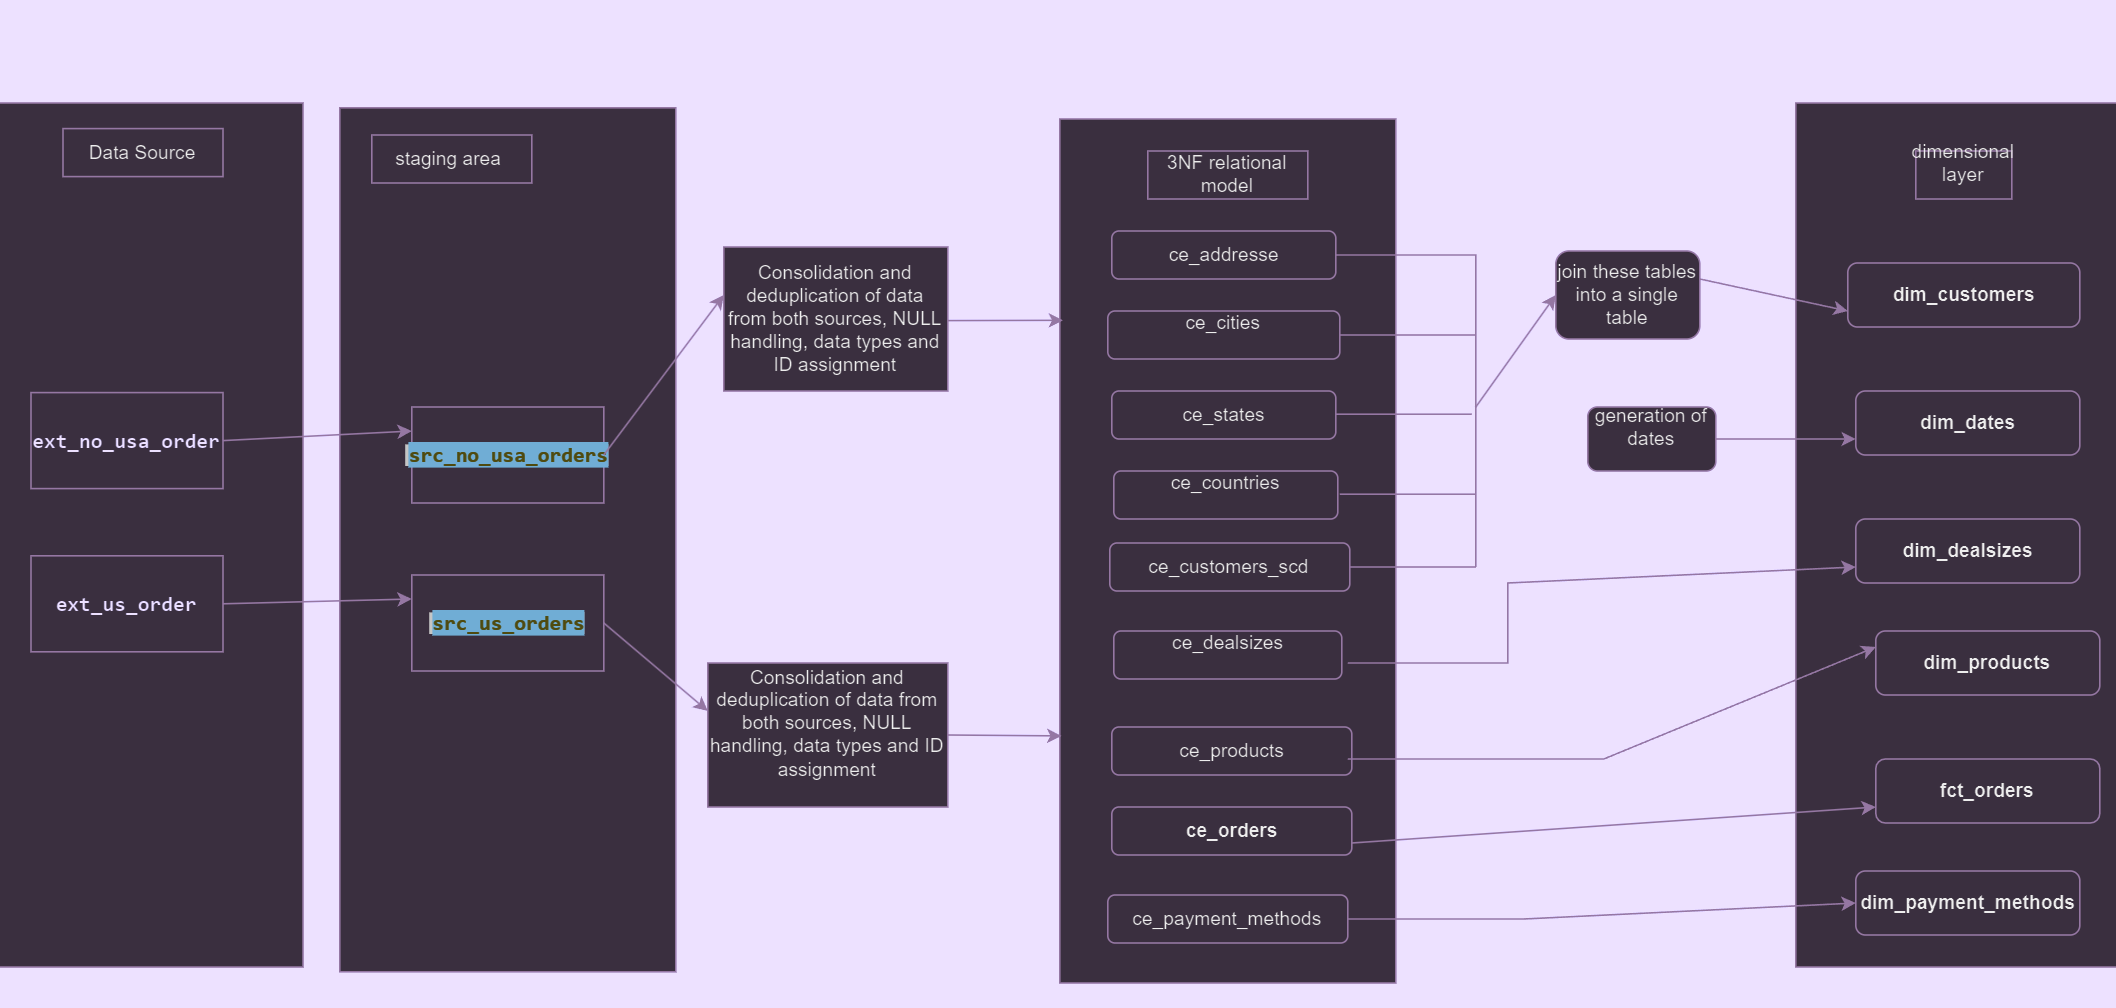 Data Source
ext_no_usa_order
ext_us_order
staging area
src_no_usa_orders
src_us_orders
Consolidation and
deduplication of data
from both sources, NULL
handling, data types and
ID assignment
Consolidation and
deduplication of data from
both sources, NULL
handling, data types and ID
assignment
3NF relational
model
ce_addresse
ce_cities
ce_states
ce_countries
ce_customers_scd
ce_dealsizes
ce_products
ce_orders
ce_payment_methods
join these tables
into a single
table
generation of
dates
dimensional
layer
dim_customers
dim_dates
dim_dealsizes
dim_products
fct_orders
dim_payment_methods